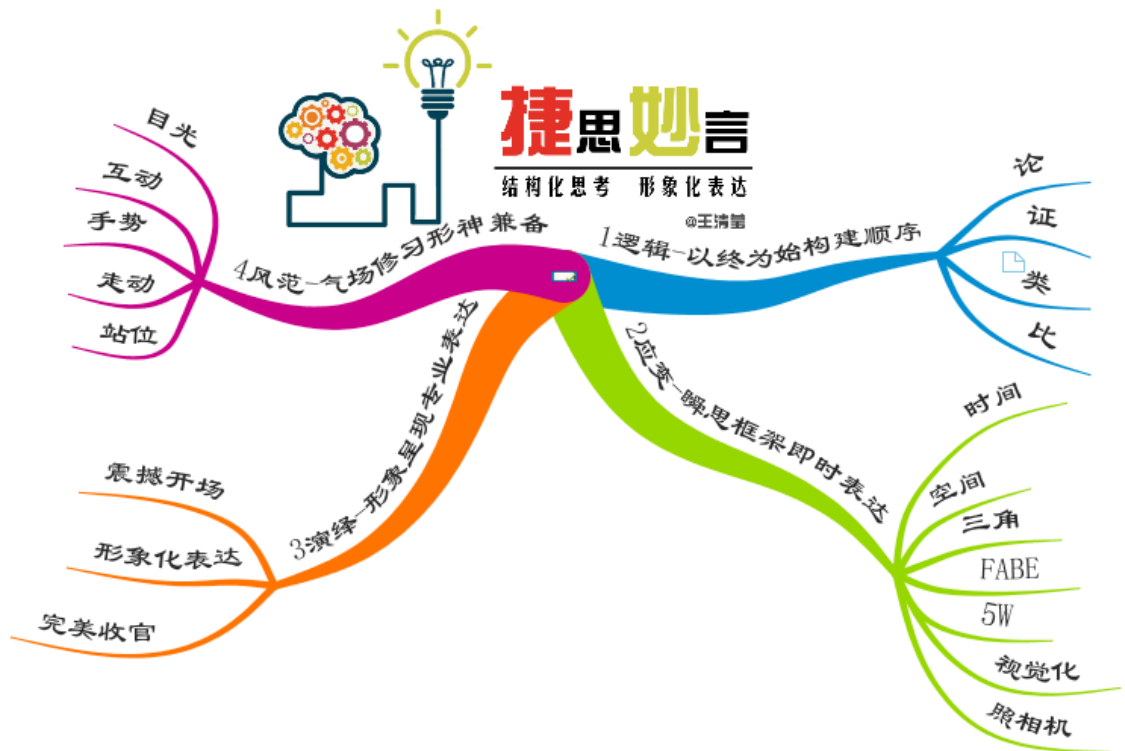 捷思妙言
结构化思考 形象化表达
@王清莹
1逻辑-以终为始构建顺序
论
证
类
比
2应变-瞬思框架即时表达
时间
空间
三角
FABE
5W
视觉化
照相机
3演绎-形象呈现专业表达
震撼开场
形象化表达
完美收官
4风范-气场修习形神兼备
目光
互动
手势
走动
站位